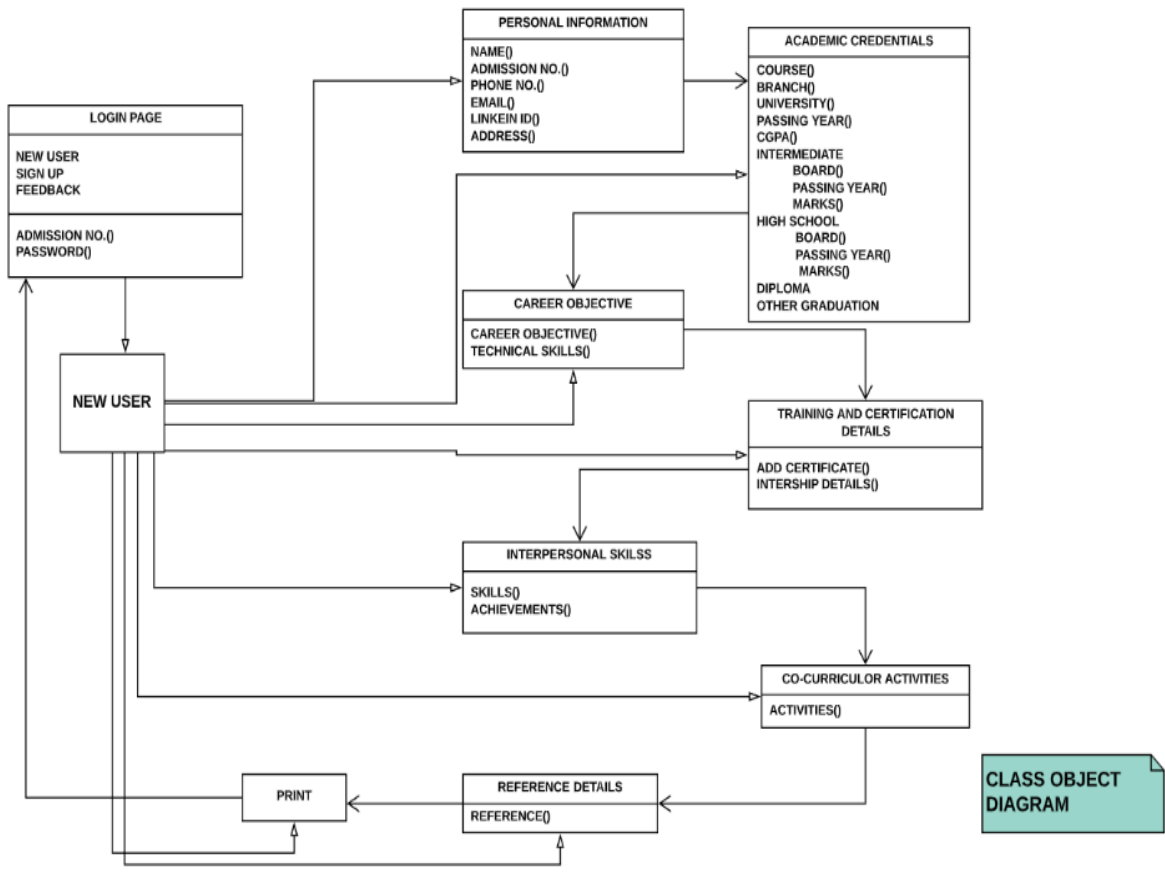 PERSONAL INFORMATION
NAME()
ADMISSION NO.()
PHONE NO.()
EMAIL()
LINKEIN ID()
ADDRESS()
ACADEMIC CREDENTIALS
COURSE()
BRANCH()
UNIVERSITY()
PASSING YEAR()
CGPA()
INTERMEDIATE
BOARD()
PASSING YEAR()
MARKS()
HIGH SCHOOL
BOARD()
PASSING YEAR()
MARKS()
DIPLOMA
OTHER GRADUATION
LOGIN PAGE
NEW USER
SIGN UP
FEEDBACK
ADMISSION NO.()
PASSWORD()
CAREER OBJECTIVE
CAREER OBJECTIVE()
TECHNICAL SKILLS()
NEW USER
TRAINING AND CERTIFICATION
DETAILS
ADD CERTIFICATE()
INTERSHIP DETAILS()
INTERPERSONAL SKILSS
SKILLS()
ACHIEVEMENTS()
CO-CURRICULOR ACTIVITIES
ACTIVITIES()
PRINT
REFERENCE DETAILS
REFERENCE()
CLASS OBJECT
DIAGRAM